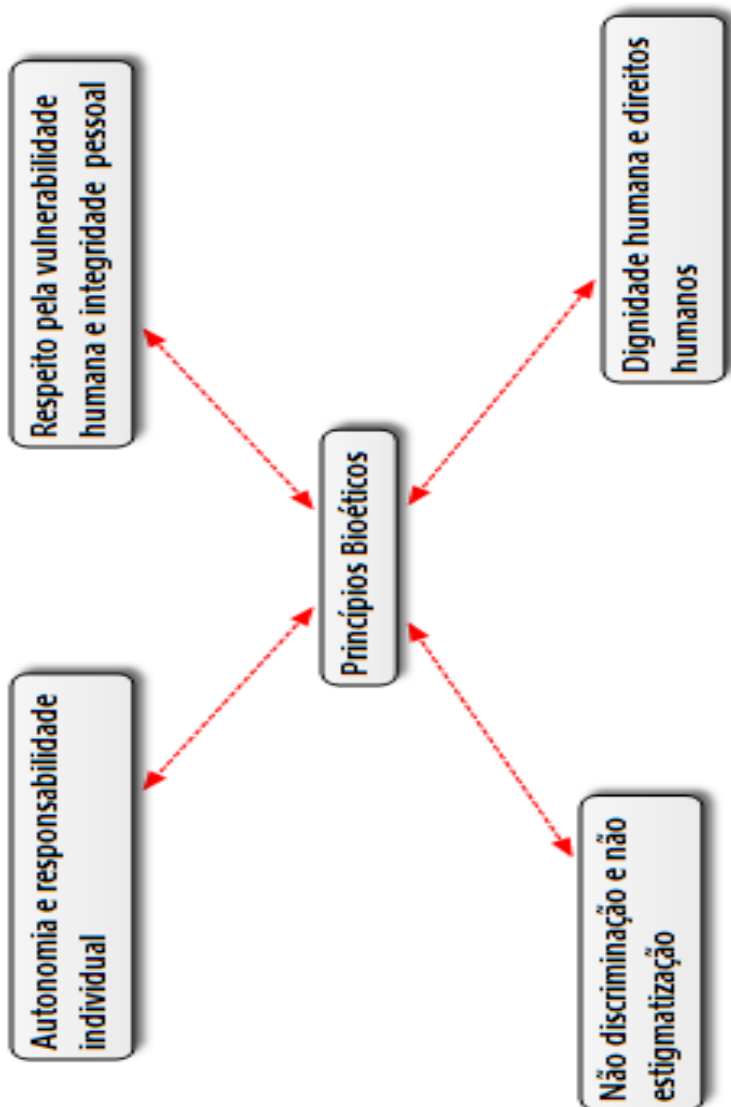 Autonomia e responsabilidade
individual
Respeito pela vulnerabilidade
humana e integridade pessoal
Princípios Bioéticos
Não discriminação e não
estigmatização
Dignidade humana e direitos
humanos